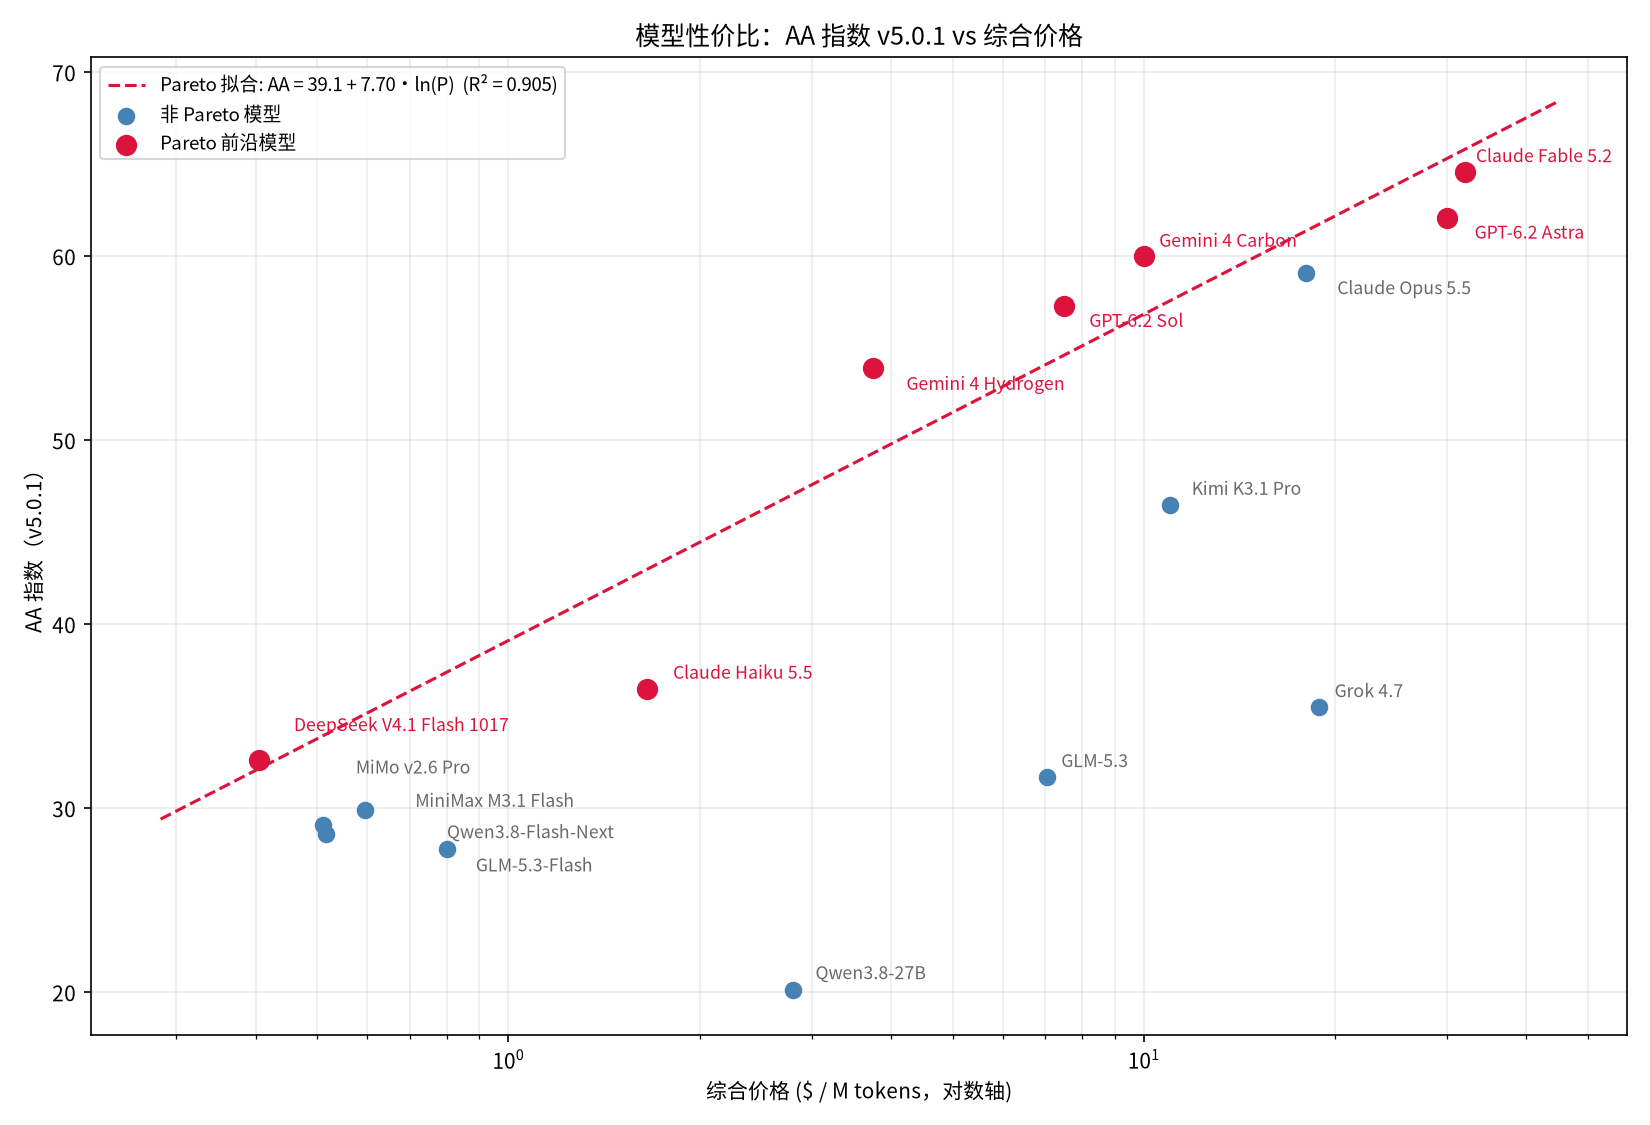 模型性价比：AA 指数 v5.0.1 vs 综合价格
Pareto 拟合: AA = 39.1 + 7.70・ln(P) (R² = 0.905)
非 Pareto 模型
Pareto 前沿模型
70
60
50
40
30
20
AA 指数（v5.0.1）
Claude Fable 5.2
GPT-6.2 Astra
Gemini 4 Carbon
Claude Opus 5.5
GPT-6.2 Sol
Gemini 4 Hydrogen
Kimi K3.1 Pro
Claude Haiku 5.5
Grok 4.7
DeepSeek V4.1 Flash 1017
GLM-5.3
MiMo v2.6 Pro
MiniMax M3.1 Flash
Qwen3.8-Flash-Next
GLM-5.3-Flash
Qwen3.8-27B
10⁰
10¹
综合价格 ($ / M tokens，对数轴)